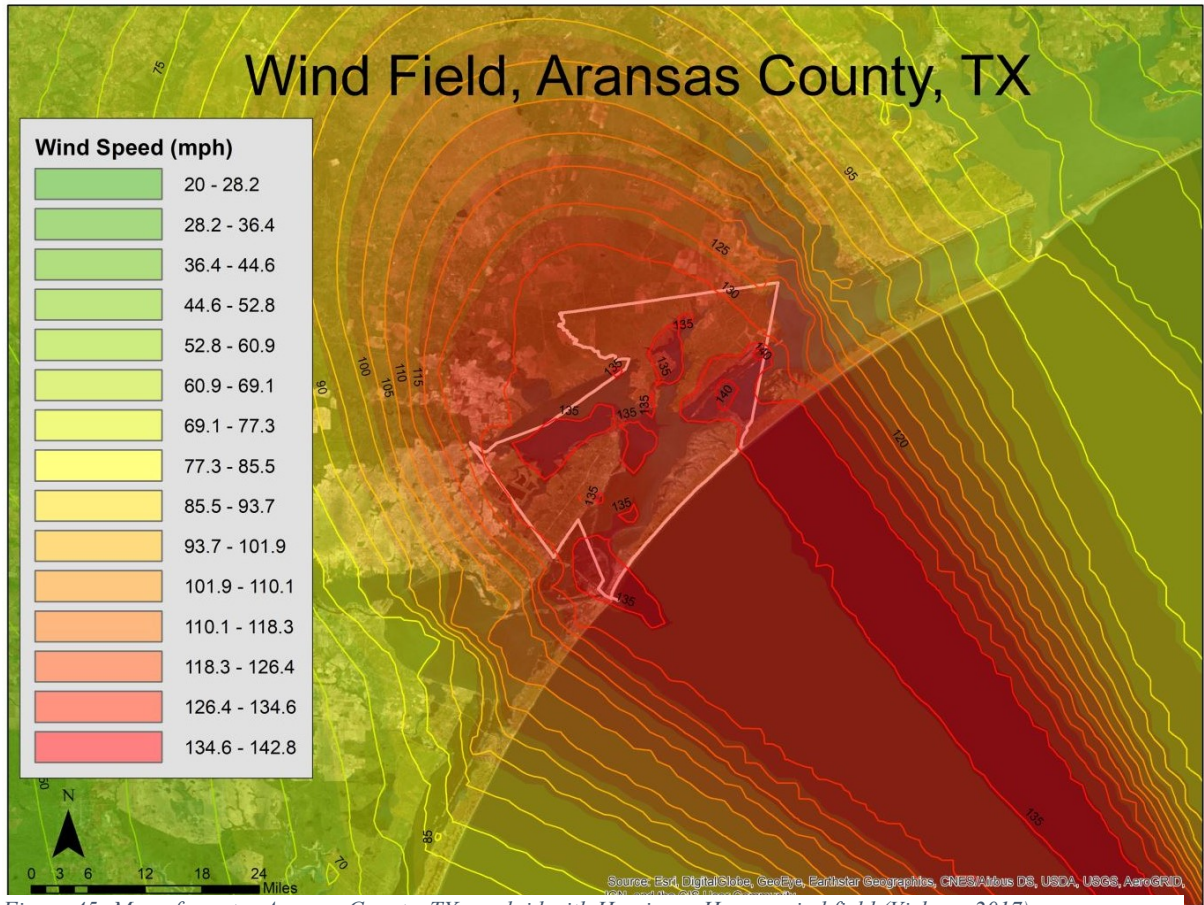 Wind Field, Aransas County, TX
Wind Speed (mph)
20 - 28.2
28.2 - 36.4
36.4 - 44.6
44.6 - 52.8
52.8 - 60.9
60.9 - 69.1
69.1 - 77.3
77.3 - 85.5
85.5 - 93.7
93.7 - 101.9
101.9 - 110.1
110.1 - 118.3
118.3 - 126.4
126.4 - 134.6
134.6 - 142.8
75
95
125
130
90
100
105
110
115
135
135
135
135
135
135
140
140
120
135
135
135
135
85
70
50
N
0 3 6 12 18 24
Miles
Source: Esri, DigitalGlobe, GeoEye, Earthstar Geographics, CNES/Airbus DS, USDA, USGS, AeroGRID,